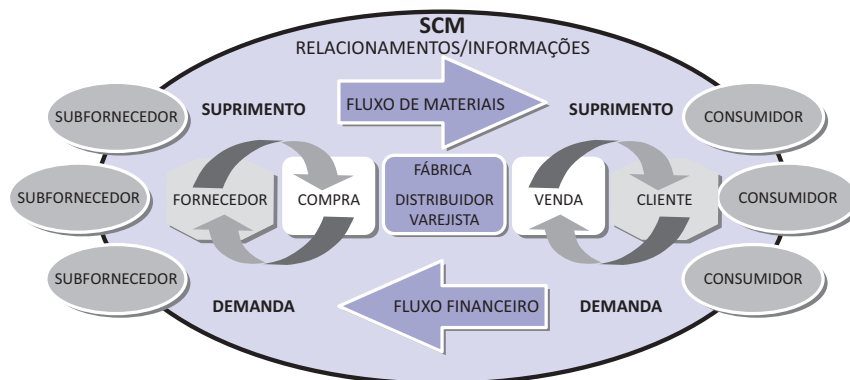 SCM
RELACIONAMENTOS/INFORMAÇÕES
SUBFORNECEDOR
SUPRIMENTO
FLUXO DE MATERIAIS
SUPRIMENTO
CONSUMIDOR
SUBFORNECEDOR
FORNECEDOR
COMPRA
FÁBRICA
DISTRIBUIDOR
VAREJISTA
VENDA
CLIENTE
CONSUMIDOR
SUBFORNECEDOR
DEMANDA
FLUXO FINANCEIRO
DEMANDA
CONSUMIDOR